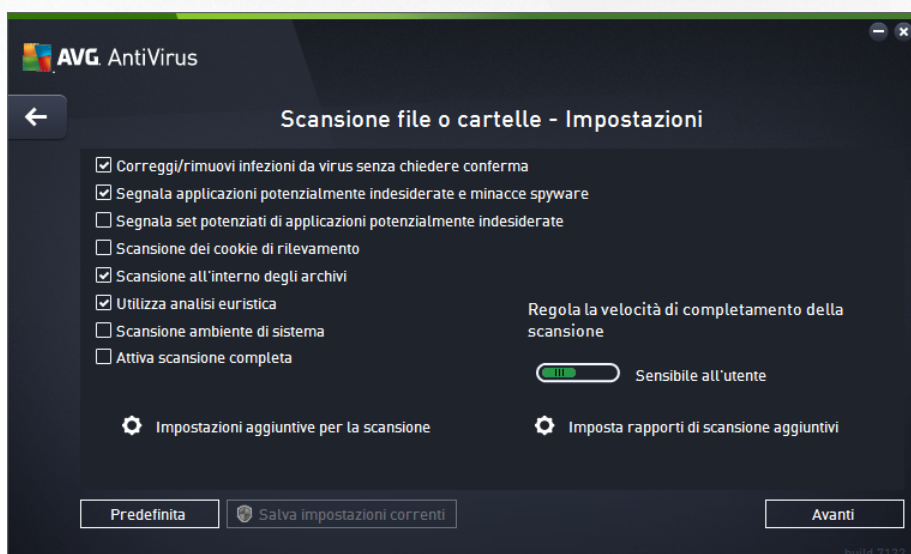 AVG. AntiVirus
Scansione file o cartelle - Impostazioni
Correggi/rimuovi infezioni da virus senza chiedere conferma
Segnala applicazioni potenzialmente indesiderate e minacce spyware
Segnala set potenziati di applicazioni potenzialmente indesiderate
Scansione dei cookie di rilevamento
Scansione all'interno degli archivi
Utilizza analisi euristica
Scansione ambiente di sistema
Attiva scansione completa
Regola la velocità di completamento della
scansione
Sensibile all'utente
Impostazioni aggiuntive per la scansione
Imposta rapporti di scansione aggiuntivi
Predefinita
Salva impostazioni correnti
Avanti